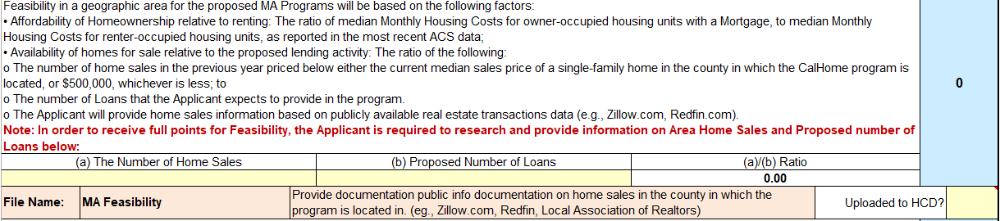 Feasibility in a geographic area for the proposed MA Programs will be based on the following factors:
• Affordability of Homeownership relative to renting: The ratio of median Monthly Housing Costs for owner-occupied housing units with a Mortgage, to median Monthly
Housing Costs for renter-occupied housing units, as reported in the most recent ACS data;
• Availability of homes for sale relative to the proposed lending activity: The ratio of the following:
o The number of home sales in the previous year priced below either the current median sales price of a single-family home in the county in which the CalHome program is
located, or $500,000, whichever is less; to
o The number of Loans that the Applicant expects to provide in the program.
o The Applicant will provide home sales information based on publicly available real estate transactions data (e.g., Zillow.com, Redfin.com).
Note: In order to receive full points for Feasibility, the Applicant is required to research and provide information on Area Home Sales and Proposed number of
Loans below:
0
(a) The Number of Home Sales (b) Proposed Number of Loans (a)/(b) Ratio
0.00
File Name: MA Feasibility
Provide documentation public info documentation on home sales in the county in which the
program is located in. (eg., Zillow.com, Redfin, Local Association of Realtors)
Uploaded to HCD?